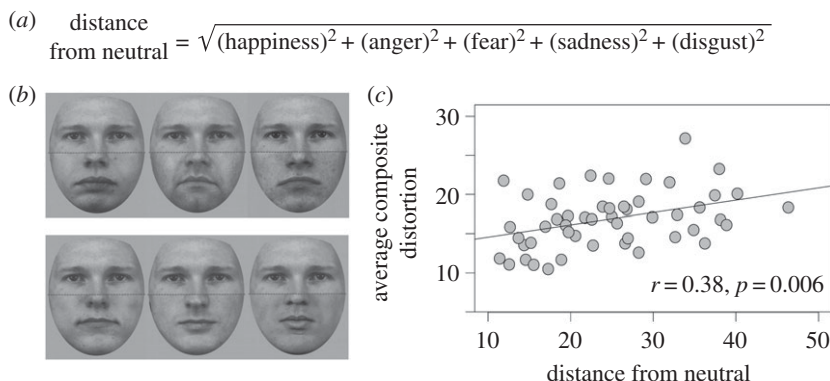 (a) distance from neutral = √(happiness)² + (anger)² + (fear)² + (sadness)² + (disgust)²
(b)
(c)
average composite distortion
30
20
10
r = 0.38, p = 0.006
10 20 30 40 50
distance from neutral